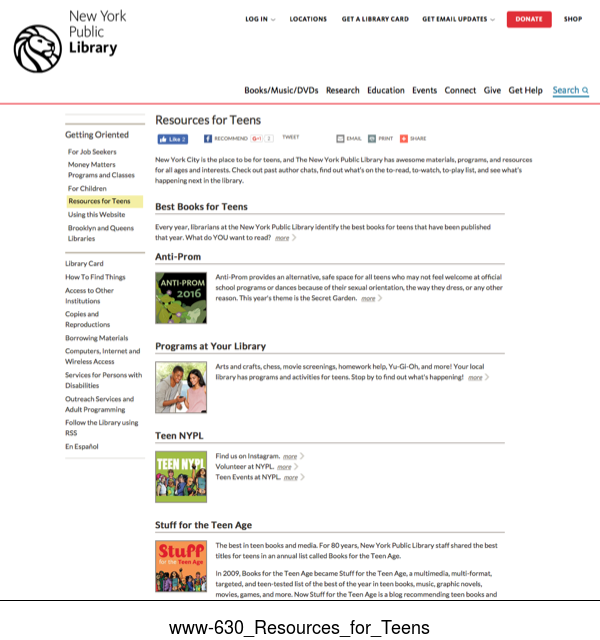 New York
Public
Library
LOG IN
LOCATIONS
GET A LIBRARY CARD
GET EMAIL UPDATES
DONATE
SHOP
Books/Music/DVDs Research Education Events Connect Give Get Help Search
Getting Oriented
For Job Seekers
Money Matters
Programs and Classes
For Children
Resources for Teens
Using this Website
Brooklyn and Queens
Libraries
Library Card
How To Find Things
Access to Other
Institutions
Copies and
Reproductions
Borrowing Materials
Computers, Internet and
Wireless Access
Services for Persons with
Disabilities
Outreach Services and
Adult Programming
Follow the Library using
RSS
En Español
Resources for Teens
Like 2 RECOMMEND G+1 3 TWEET EMAIL PRINT SHARE
New York City is the place to be for teens, and The New York Public Library has awesome materials, programs, and resources
for all ages and interests. Check out past author chats, find out what's on the to-read, to-watch, to-play list, and see what's
happening next in the library.
Best Books for Teens
Every year, librarians at the New York Public Library identify the best books for teens that have been published
that year. What do YOU want to read? more
Anti-Prom
ANTI-PROM
2016
Anti-Prom provides an alternative, safe space for all teens who may not feel welcome at official
school programs or dances because of their sexual orientation, the way they dress, or any other
reason. This year's theme is the Secret Garden. more
Programs at Your Library
Arts and crafts, chess, movie screenings, homework help, Yu-Gi-Oh, and more! Your local
library has programs and activities for teens. Stop by to find out what's happening! more
Teen NYPL
TEEN NYPL
Find us on Instagram. more
Volunteer at NYPL. more
Teen Events at NYPL. more
Stuff for the Teen Age
Stuff
for the Teen Age
The best in teen books and media. For 80 years, New York Public Library staff shared the best
titles for teens in an annual list called Books for the Teen Age.
In 2009, Books for the Teen Age became Stuff for the Teen Age, a multimedia, multi-format,
targeted, and teen-tested list of the best of the year in teen books, music, graphic novels,
movies, games, and more. Now Stuff for the Teen Age is a blog recommending teen books and
www-630_Resources_for_Teens